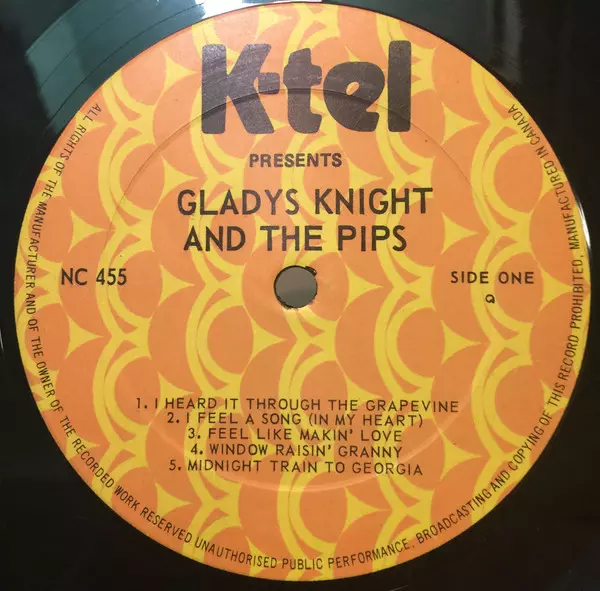 K-tel
PRESENTS
GLADYS KNIGHT
AND THE PIPS
NC 455
SIDE ONE
1. I HEARD IT THROUGH THE GRAPEVINE
2. I FEEL A SONG (IN MY HEART)
3. FEEL LIKE MAKIN' LOVE
4. WINDOW RAISIN' GRANNY
5. MIDNIGHT TRAIN TO GEORGIA
ALL RIGHTS OF THE MANUFACTURER AND OF THE OWNER OF THE RECORDED WORK RESERVED UNAUTHORISED PUBLIC PERFORMANCE, BROADCASTING AND COPYING OF THIS RECORD PROHIBITED, MANUFACTURED IN CANADA